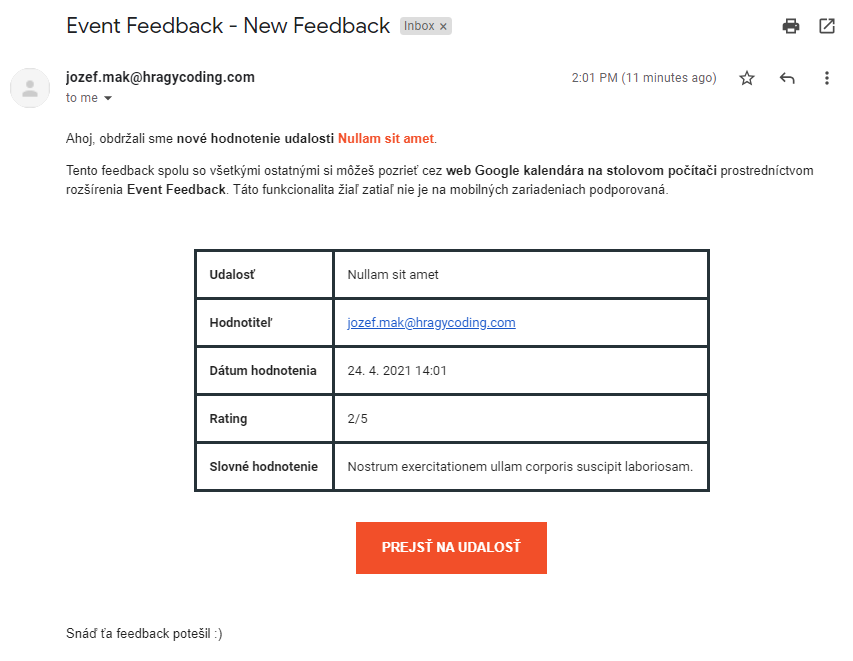 Event Feedback - New Feedback Inbox ×
jozef.mak@hragycoding.com 2:01 PM (11 minutes ago)
to me
Ahoj, obdržali sme nové hodnotenie udalosti Nullam sit amet.
Tento feedback spolu so všetkými ostatnými si môžeš pozrieť cez web Google kalendára na stolovom počítači prostredníctvom
rozšírenia Event Feedback. Táto funkcionalita žiaľ zatiaľ nie je na mobilných zariadeniach podporovaná.
Udalosť Nullam sit amet
Hodnotiteľ jozef.mak@hragycoding.com
Dátum hodnotenia 24. 4. 2021 14:01
Rating 2/5
Slovné hodnotenie Nostrum exercitationem ullam corporis suscipit laboriosam.
PREJSŤ NA UDALOSŤ
Snáď ťa feedback potešil :)